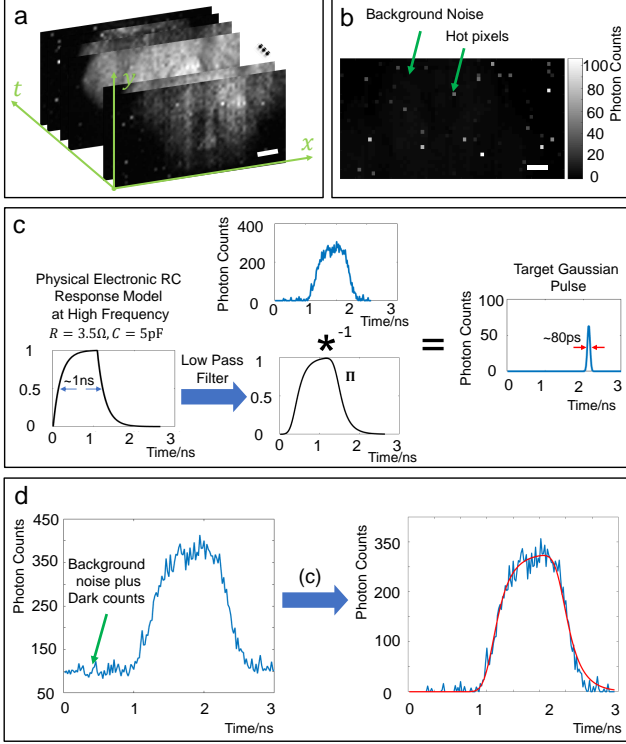 a
t
y
x
b
Background Noise
Hot pixels
100
80
60
40
20
0
Photon Counts
c
Physical Electronic RC
Response Model
at High Frequency
R = 3.5Ω, C = 5pF
1
0.5
0
~1ns
1
2
3
Time/ns
Low Pass
Filter
Photon Counts
400
200
0
0
1
2
3
Time/ns
*-1
1
0.5
0
Π
0
1
2
3
Time/ns
=
Target Gaussian
Pulse
Photon Counts
100
50
0
~80ps
0
1
2
3
Time/ns
d
Photon Counts
450
350
250
150
50
Background
noise plus
Dark counts
0
1
2
3
Time/ns
(c)
Photon Counts
350
200
100
0
0
1
2
3
Time/ns